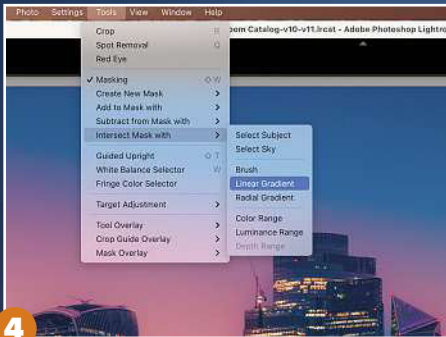 Photo Settings Tools View Window Help
om Catalog-v10-v11.lrcat - Adobe Photoshop Lightro
Crop R
Spot Removal Q
Red Eye
✓ Masking ⇧ W
Create New Mask >
Add to Mask with >
Subtract from Mask with >
Intersect Mask with >
Select Subject
Select Sky
Brush
Linear Gradient
Radial Gradient
Color Range
Luminance Range
Depth Range
Guided Upright ⇧ T
White Balance Selector W
Fringe Color Selector
Target Adjustment >
Tool Overlay >
Crop Guide Overlay >
Mask Overlay >
4